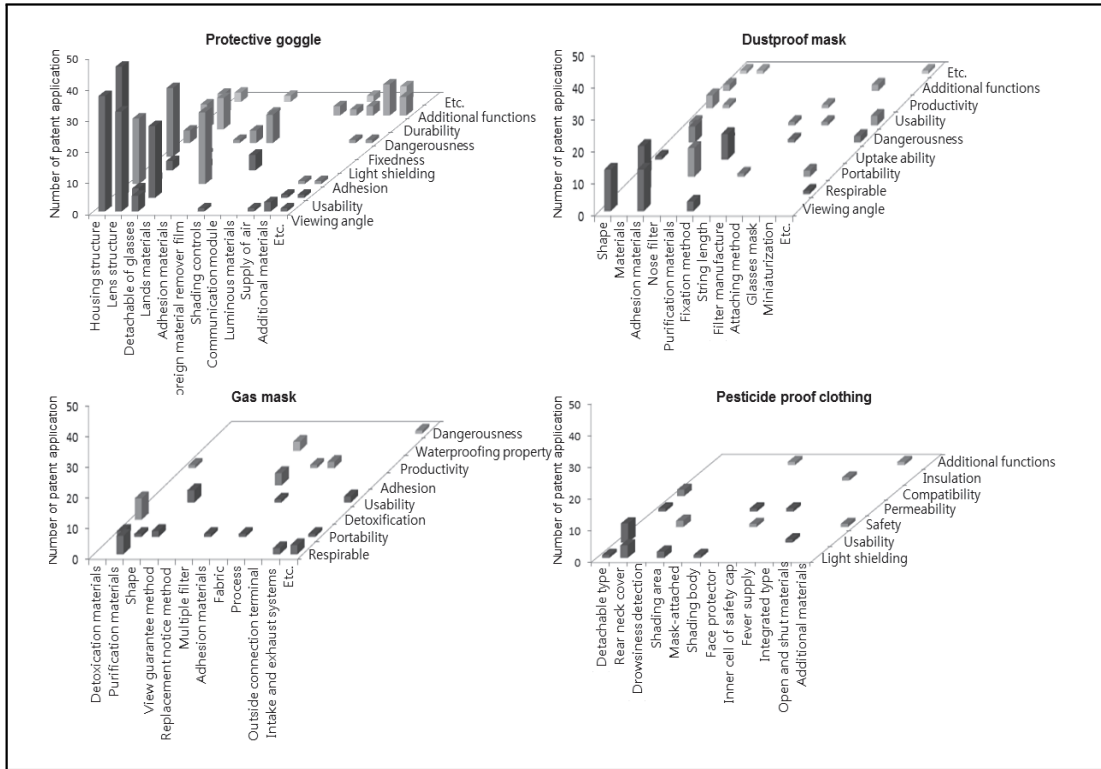 Protective goggle
Number of patent application
50
40
30
20
10
0
Etc.
Additional functions
Durability
Dangerousness
Fixedness
Light shielding
Adhesion
Usability
Viewing angle
Housing structure
Lens structure
Detachable of glasses
Lands materials
Adhesion materials
oreign material remover film
Shading controls
Communication module
Luminous materials
Supply of air
Additional materials
Etc.
Dustproof mask
Number of patent application
50
40
30
20
10
0
Etc.
Additional functions
Productivity
Usability
Dangerousness
Uptake ability
Portability
Respirable
Viewing angle
Shape
Materials
Adhesion materials
Nose filter
Purification materials
Fixation method
String length
Filter manufacture
Attaching method
Glasses mask
Miniaturization
Etc.
Gas mask
Number of patent application
50
40
30
20
10
0
Dangerousness
Waterproofing property
Productivity
Adhesion
Usability
Detoxification
Portability
Respirable
Detoxication materials
Purification materials
Shape
View guarantee method
Replacement notice method
Multiple filter
Adhesion materials
Fabric
Process
Outside connection terminal
Intake and exhaust systems
Etc.
Pesticide proof clothing
Number of patent application
50
40
30
20
10
0
Additional functions
Insulation
Compatibility
Permeability
Safety
Usability
Light shielding
Detachable type
Rear neck cover
Drowsiness detection
Shading area
Mask-attached
Shading body
Face protector
Inner cell of safety cap
Fever supply
Integrated type
Open and shut materials
Additional materials